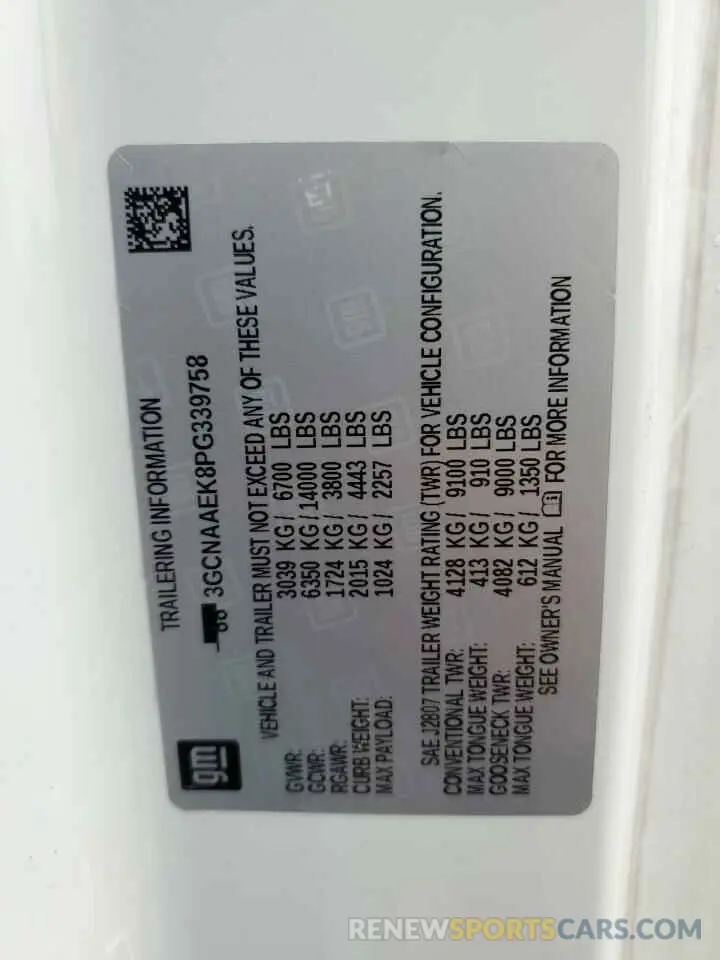 TRAILERING INFORMATION
3GCNAAEK8PG339758
gm
VEHICLE AND TRAILER MUST NOT EXCEED ANY OF THESE VALUES.
GVWR: 3039 KG / 6700 LBS
GCWR: 6350 KG / 14000 LBS
RGAWR: 1724 KG / 3800 LBS
CURB WEIGHT: 2015 KG / 4443 LBS
MAX PAYLOAD: 1024 KG / 2257 LBS
SAE J2807 TRAILER WEIGHT RATING (TWR) FOR VEHICLE CONFIGURATION.
CONVENTIONAL TWR: 4128 KG / 9100 LBS
MAX TONGUE WEIGHT: 413 KG / 910 LBS
GOOSENECK TWR: 4082 KG / 9000 LBS
MAX TONGUE WEIGHT: 612 KG / 1350 LBS
SEE OWNER'S MANUAL FOR MORE INFORMATION
RENEWSPORTSCARS.COM